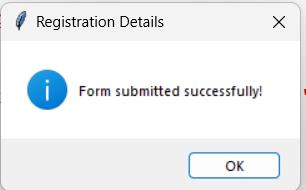 Registration Details
Form submitted successfully!
OK